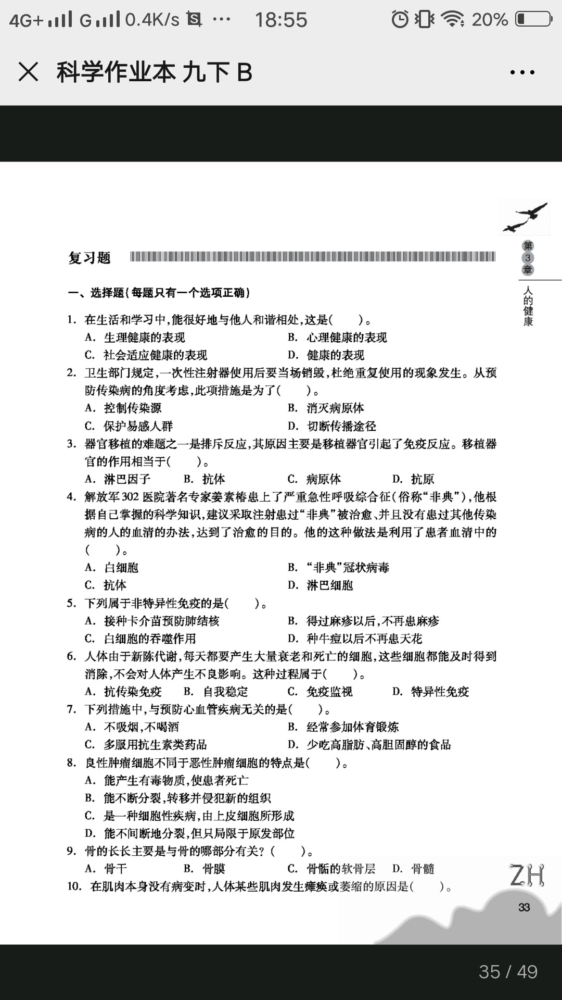 4G+ G 0.4K/s S ··· 18:55 20%
科学作业本 九下 B
第3章
人的健康
复习题
一、选择题(每题只有一个选项正确)
1. 在生活和学习中,能很好地与他人和谐相处,这是(  )。
A. 生理健康的表现 B. 心理健康的表现
C. 社会适应健康的表现 D. 健康的表现
2. 卫生部门规定,一次性注射器使用后要当场销毁,杜绝重复使用的现象发生。从预
防传染病的角度考虑,此项措施是为了(  )。
A. 控制传染源 B. 消灭病原体
C. 保护易感人群 D. 切断传播途径
3. 器官移植的难题之一是排斥反应,其原因主要是移植器官引起了免疫反应。移植器
官的作用相当于(  )。
A. 淋巴因子 B. 抗体 C. 病原体 D. 抗原
4. 解放军302医院著名专家姜素椿患上了严重急性呼吸综合征(俗称“非典”),他根
据自己掌握的科学知识,建议采取注射患过“非典”被治愈、并且没有患过其他传染
病的人的血清的办法,达到了治愈的目的。他的这种做法是利用了患者血清中的
(  )。
A. 白细胞 B. “非典”冠状病毒
C. 抗体 D. 淋巴细胞
5. 下列属于非特异性免疫的是(  )。
A. 接种卡介苗预防肺结核 B. 得过麻疹以后,不再患麻疹
C. 白细胞的吞噬作用 D. 种牛痘以后不再患天花
6. 人体由于新陈代谢,每天都要产生大量衰老和死亡的细胞,这些细胞都能及时得到
消除,不会对人体产生不良影响。这种过程属于(  )。
A. 抗传染免疫 B. 自我稳定 C. 免疫监视 D. 特异性免疫
7. 下列措施中,与预防心血管疾病无关的是(  )。
A. 不吸烟,不喝酒 B. 经常参加体育锻炼
C. 多服用抗生素类药品 D. 少吃高脂肪、高胆固醇的食品
8. 良性肿瘤细胞不同于恶性肿瘤细胞的特点是(  )。
A. 能产生有毒物质,使患者死亡
B. 能不断分裂,转移并侵犯新的组织
C. 是一种细胞性疾病,由上皮细胞所形成
D. 能不间断地分裂,但只局限于原发部位
9. 骨的长长主要是与骨的哪部分有关?(  )。
A. 骨干 B. 骨膜 C. 骨骺的软骨层 D. 骨髓
10. 在肌肉本身没有病变时,人体某些肌肉发生瘫痪或萎缩的原因是(  )。
ZH
33
35 / 49